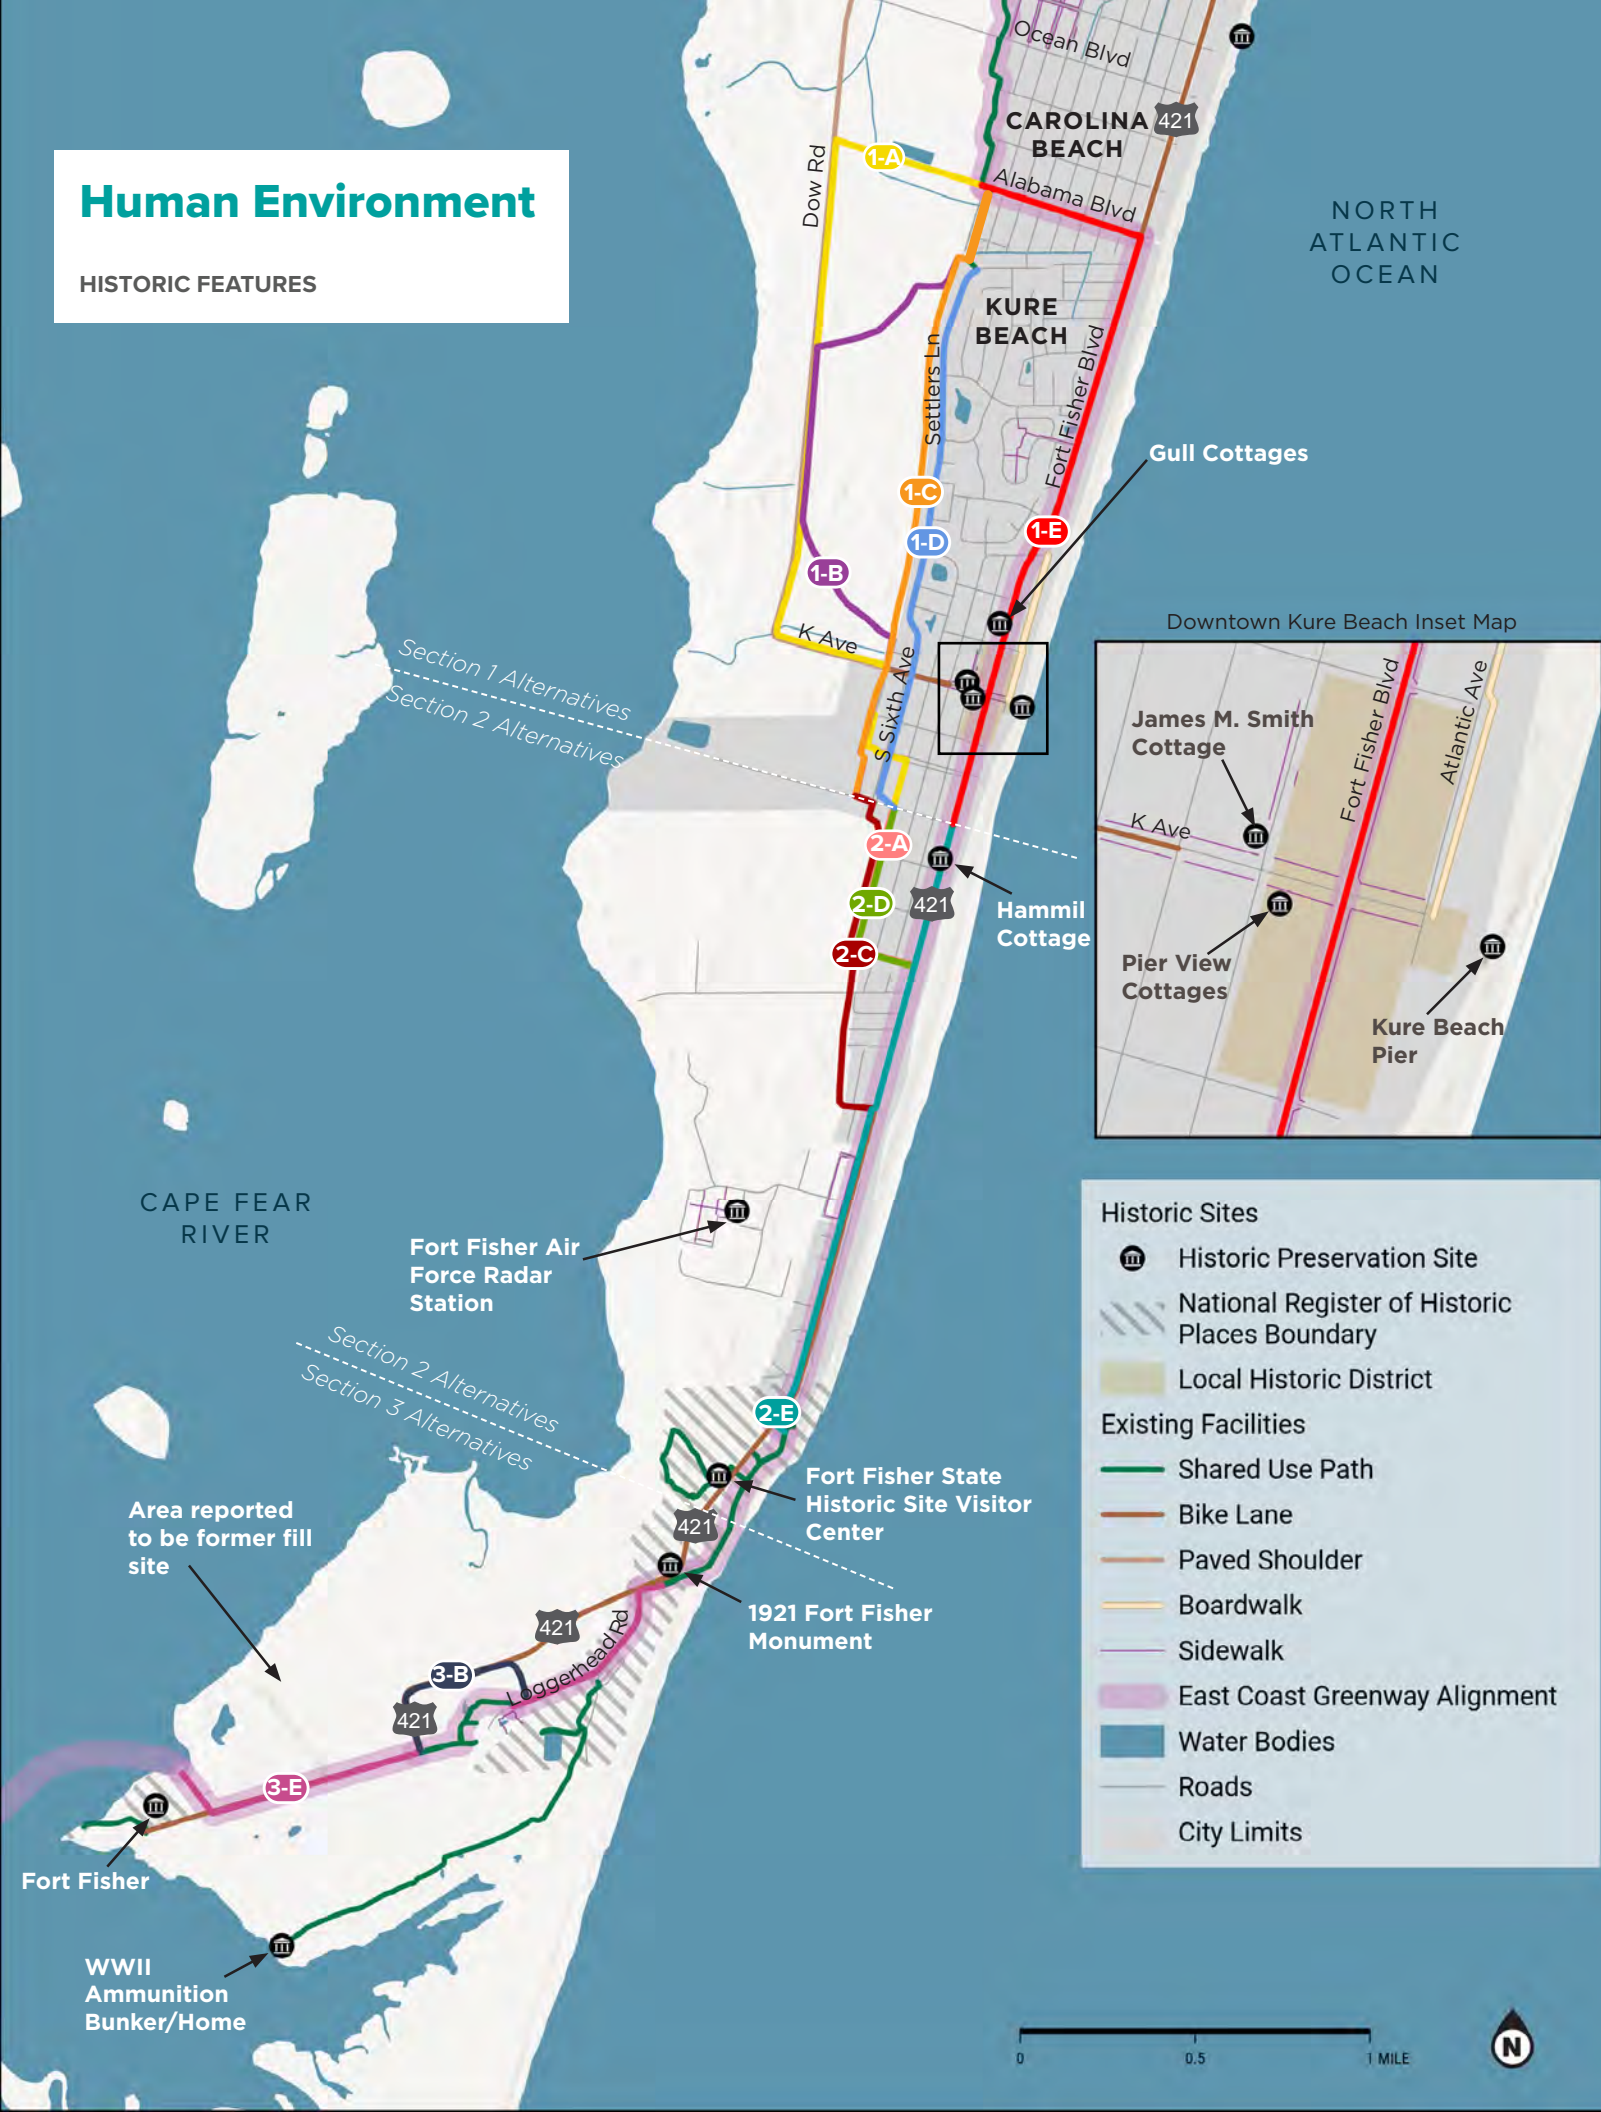 Human Environment
HISTORIC FEATURES
Ocean Blvd
CAROLINA
BEACH
421
Dow Rd
1-A
Alabama Blvd
NORTH
ATLANTIC
OCEAN
KURE
BEACH
Settlers Ln
Fort Fisher Blvd
Gull Cottages
1-C
1-D
1-E
1-B
K Ave
S Sixth Ave
Section 1 Alternatives
Section 2 Alternatives
Downtown Kure Beach Inset Map
James M. Smith
Cottage
Fort Fisher Blvd
Atlantic Ave
K Ave
Pier View
Cottages
Kure Beach
Pier
2-A
2-D
421
2-C
Hammil
Cottage
CAPE FEAR
RIVER
Fort Fisher Air
Force Radar
Station
Section 2 Alternatives
Section 3 Alternatives
2-E
Fort Fisher State
Historic Site Visitor
Center
421
Area reported
to be former fill
site
1921 Fort Fisher
Monument
421
Loggerhead Rd
3-B
421
3-E
Fort Fisher
WWII
Ammunition
Bunker/Home
Historic Sites
Historic Preservation Site
National Register of Historic
Places Boundary
Local Historic District
Existing Facilities
Shared Use Path
Bike Lane
Paved Shoulder
Boardwalk
Sidewalk
East Coast Greenway Alignment
Water Bodies
Roads
City Limits
0
0.5
1 MILE
N